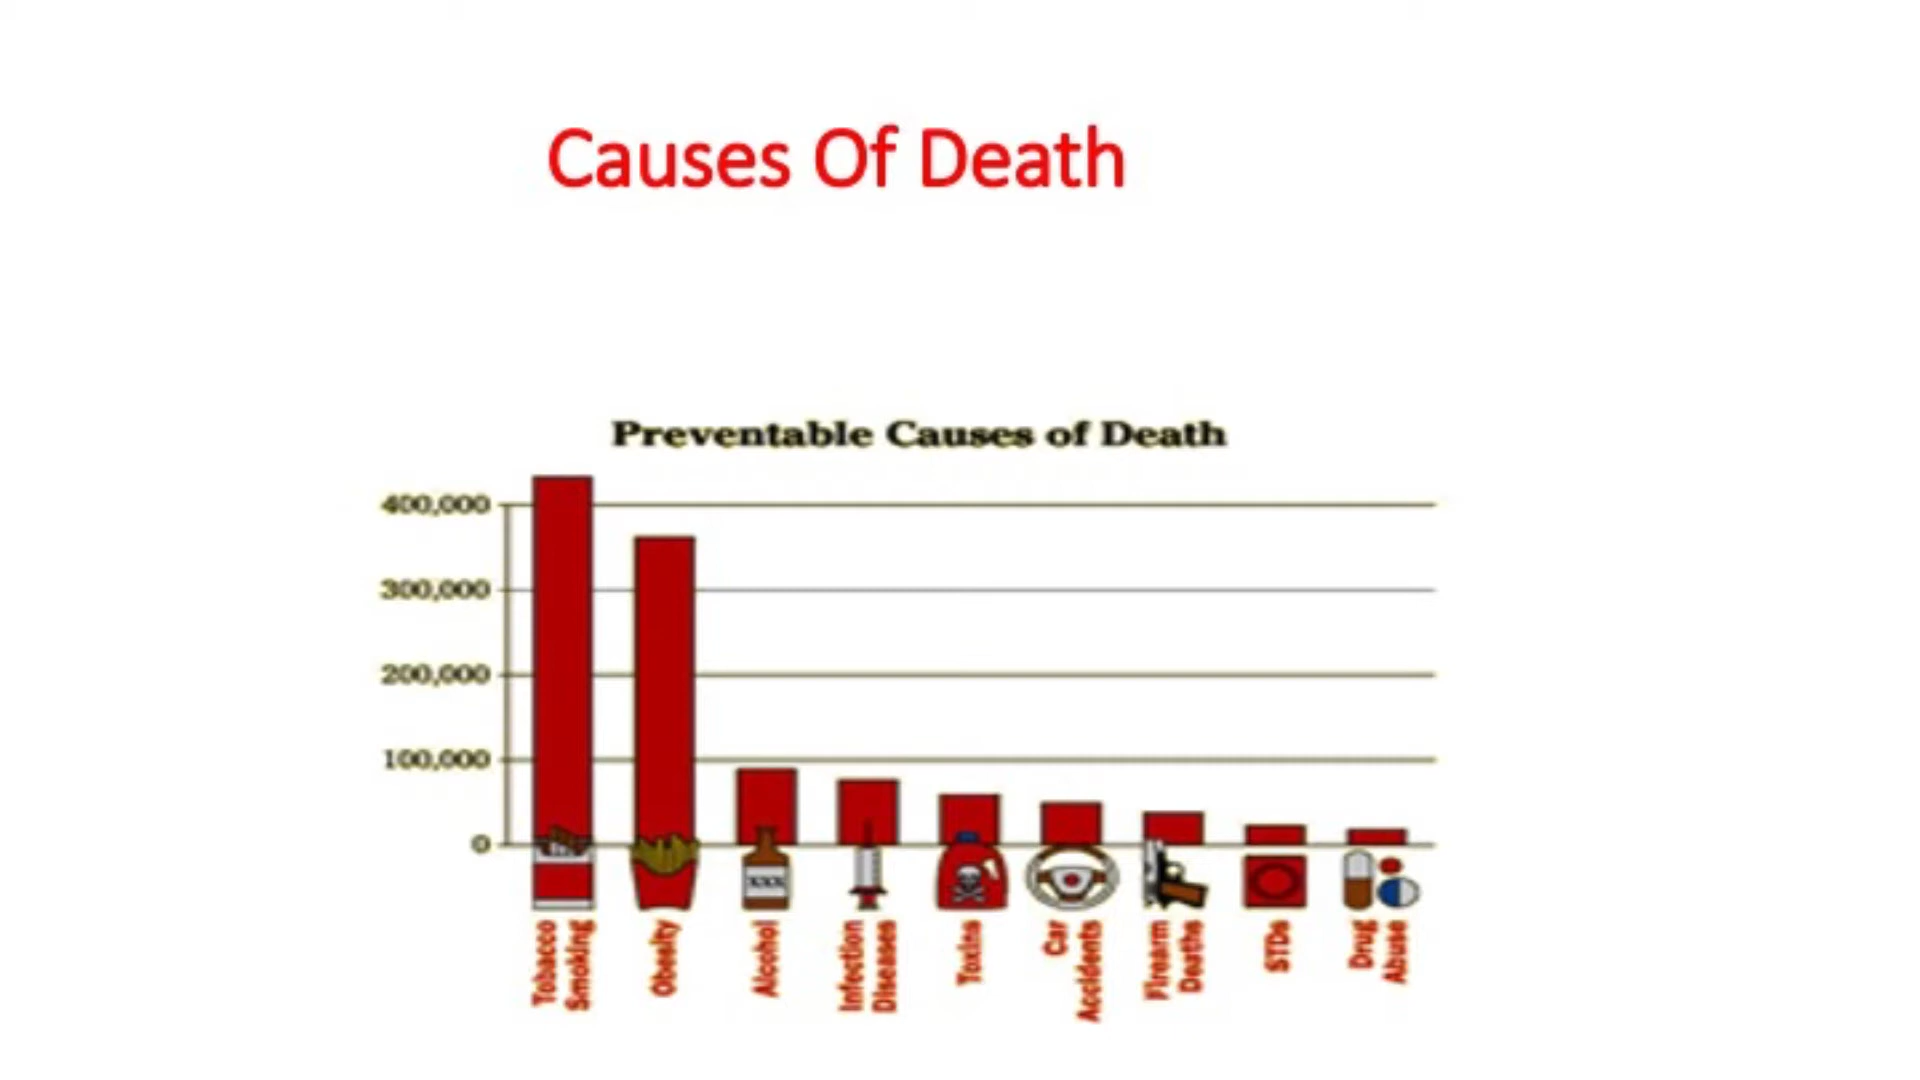 Causes Of Death
Preventable Causes of Death
400,000
300,000
200,000
100,000
0
XXX
Tobacco
Smoking
Obesity
Alcohol
Infection
Diseases
Toxins
Car
Accidents
Firearm
Deaths
STDs
Drug
Abuse